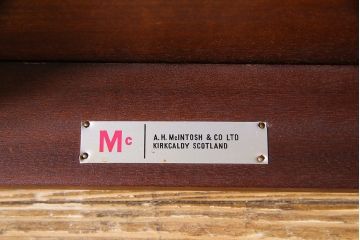 Mc
A.H. McINTOSH & CO LTD
KIRKCALDY SCOTLAND